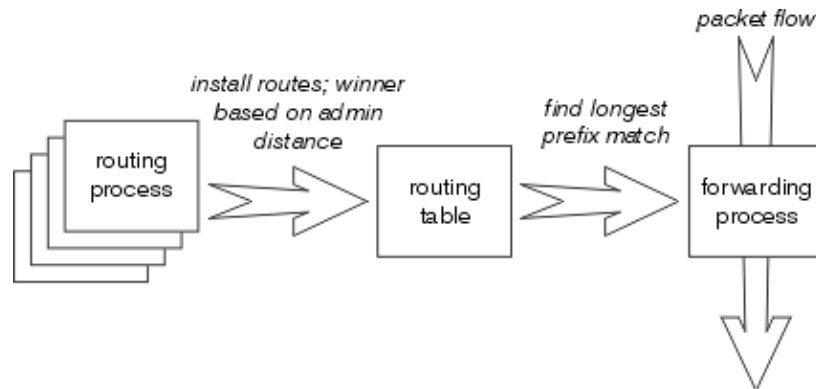 packet flow
install routes; winner
based on admin
distance
find longest
prefix match
routing
process
routing
table
forwarding
process